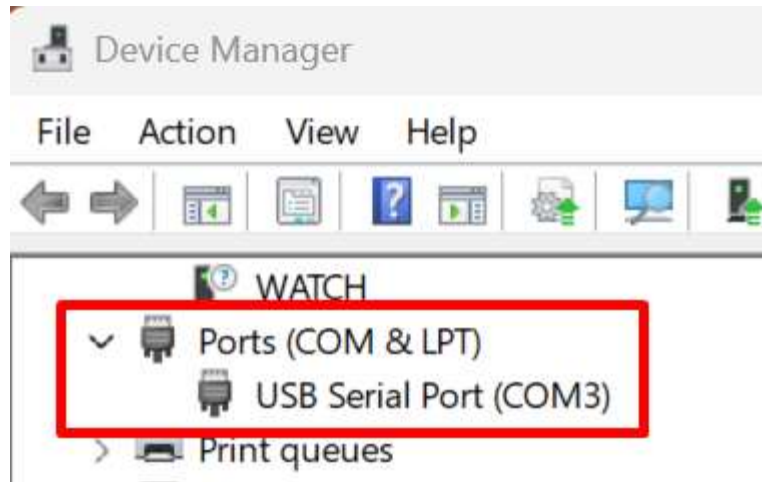 Device Manager
File Action View Help
WATCH
Ports (COM & LPT)
USB Serial Port (COM3)
Print queues